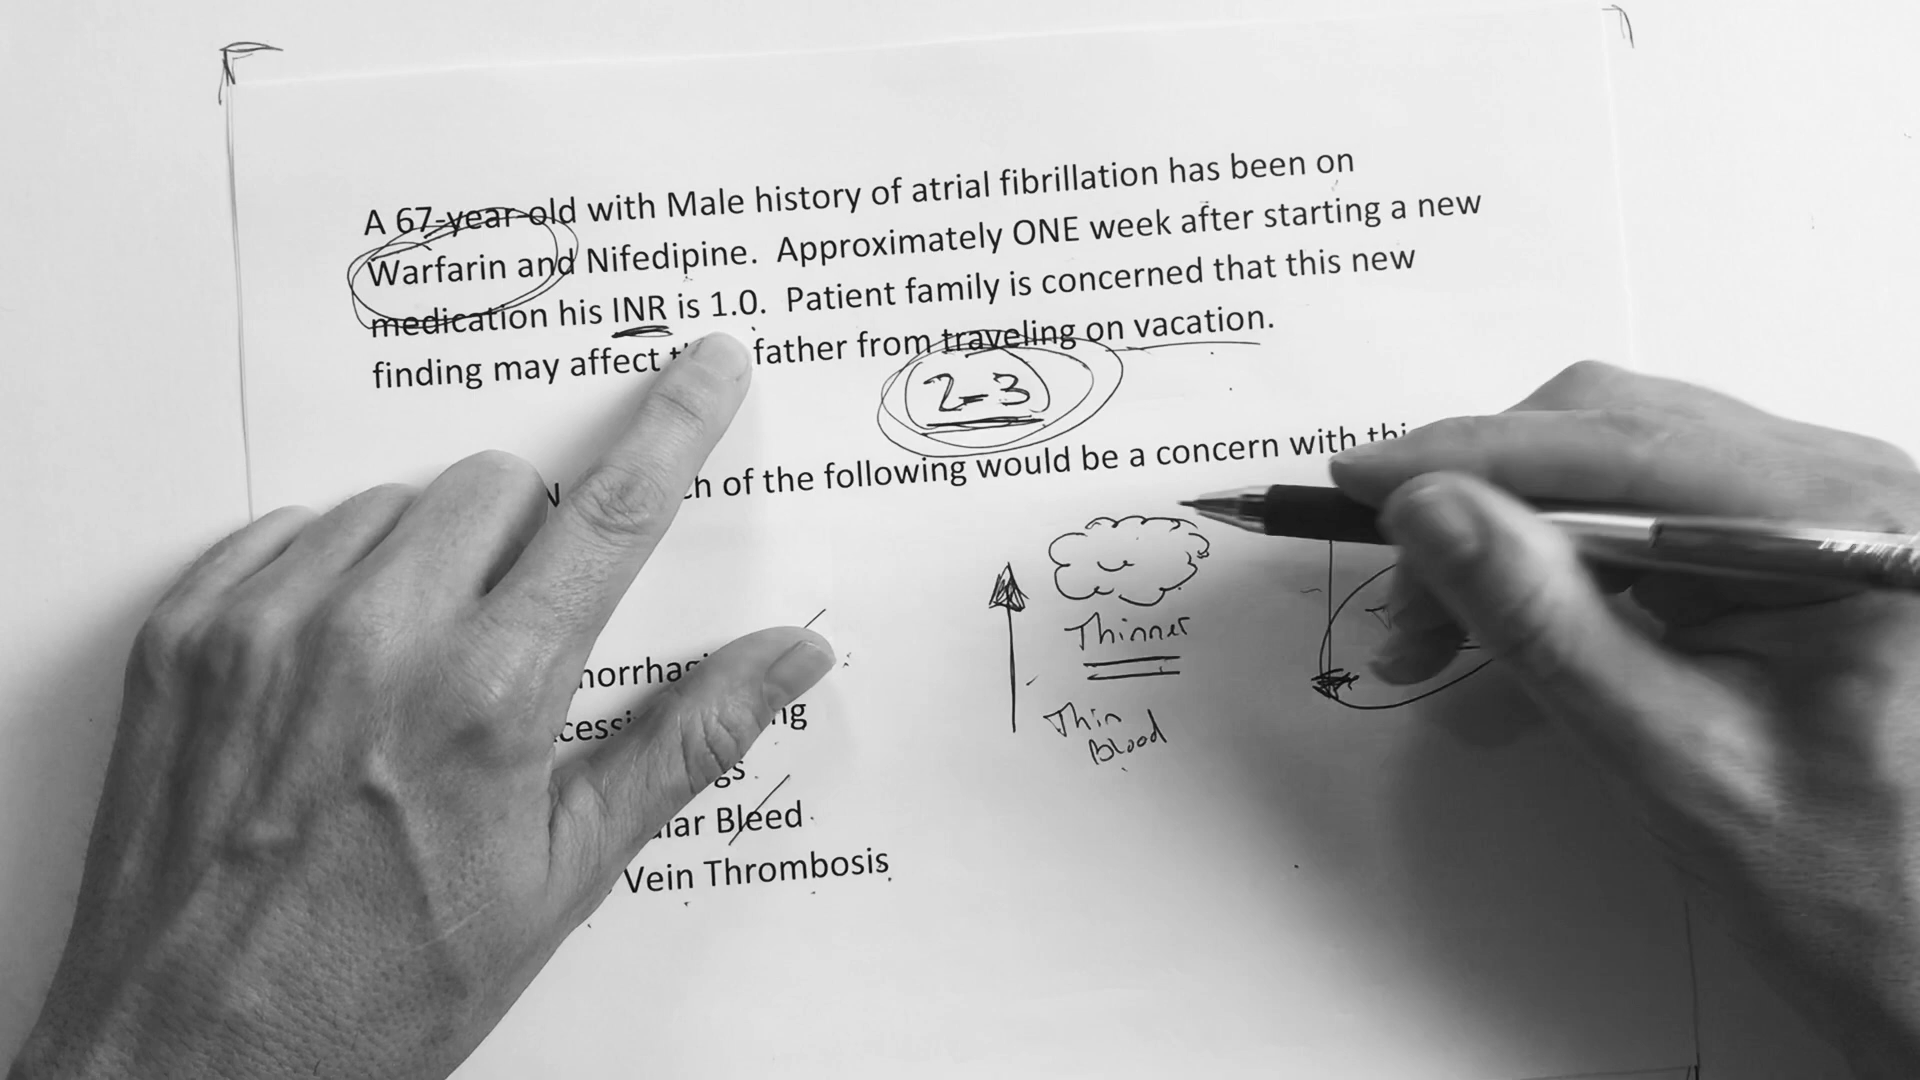 A 67-year-old with Male history of atrial fibrillation has been on
Warfarin and Nifedipine. Approximately ONE week after starting a new
medication his INR is 1.0. Patient family is concerned that this new
finding may affect father from traveling on vacation.
2-3
of the following would be a concern with
Thinner
Thin
Blood
Bleed
Vein Thrombosis